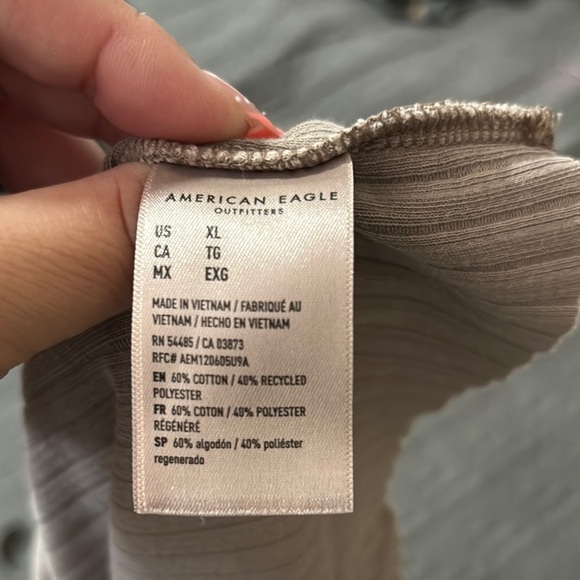 AMERICAN EAGLE
OUTFITTERS
US XL
CA TG
MX EXG
MADE IN VIETNAM / FABRIQUÉ AU
VIETNAM / HECHO EN VIETNAM
RN 54485 / CA 03873
RFC# AEM120605U9A
EN 60% COTTON / 40% RECYCLED
POLYESTER
FR 60% COTON / 40% POLYESTER
RÉGÉNÉRÉ
SP 60% algodón / 40% poliéster
regenerado